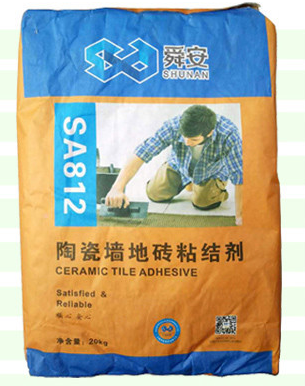 舜安
SHUNAN
SA812
陶瓷墙地砖粘结剂
CERAMIC TILE ADHESIVE
Satisfied &
Reliable
净含量: 20kg